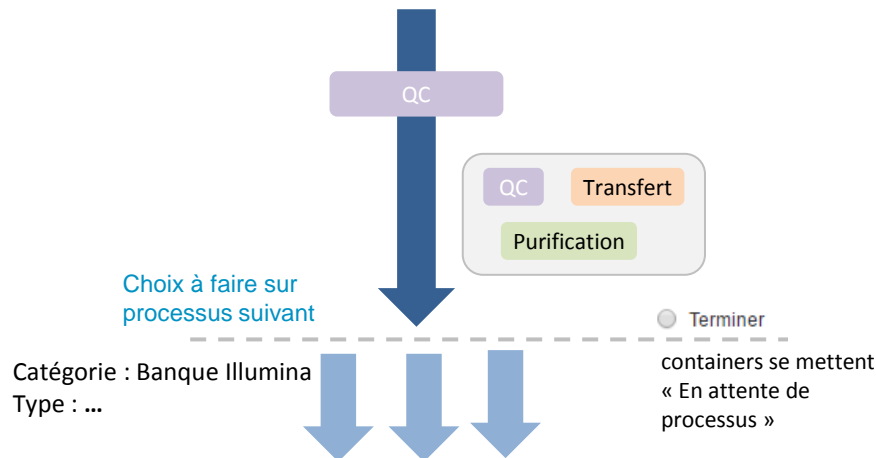 QC
QC
Transfert
Purification
Choix à faire sur
processus suivant
Terminer
Catégorie : Banque Illumina
Type : ...
containers se mettent
« En attente de
processus »